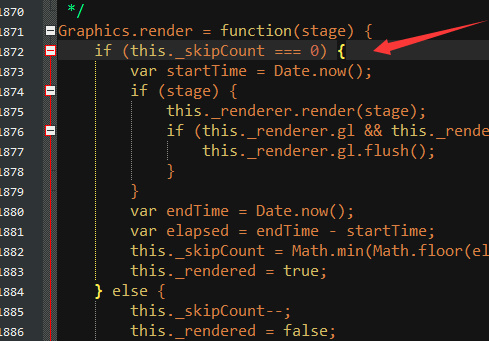 1870 */
1871 Graphics.render = function(stage) {
1872 if (this._skipCount === 0) {
1873 var startTime = Date.now();
1874 if (stage) {
1875 this._renderer.render(stage);
1876 if (this._renderer.gl && this._rende
1877 this._renderer.gl.flush();
1878 }
1879 }
1880 var endTime = Date.now();
1881 var elapsed = endTime - startTime;
1882 this._skipCount = Math.min(Math.floor(el
1883 this._rendered = true;
1884 } else {
1885 this._skipCount--;
1886 this._rendered = false;